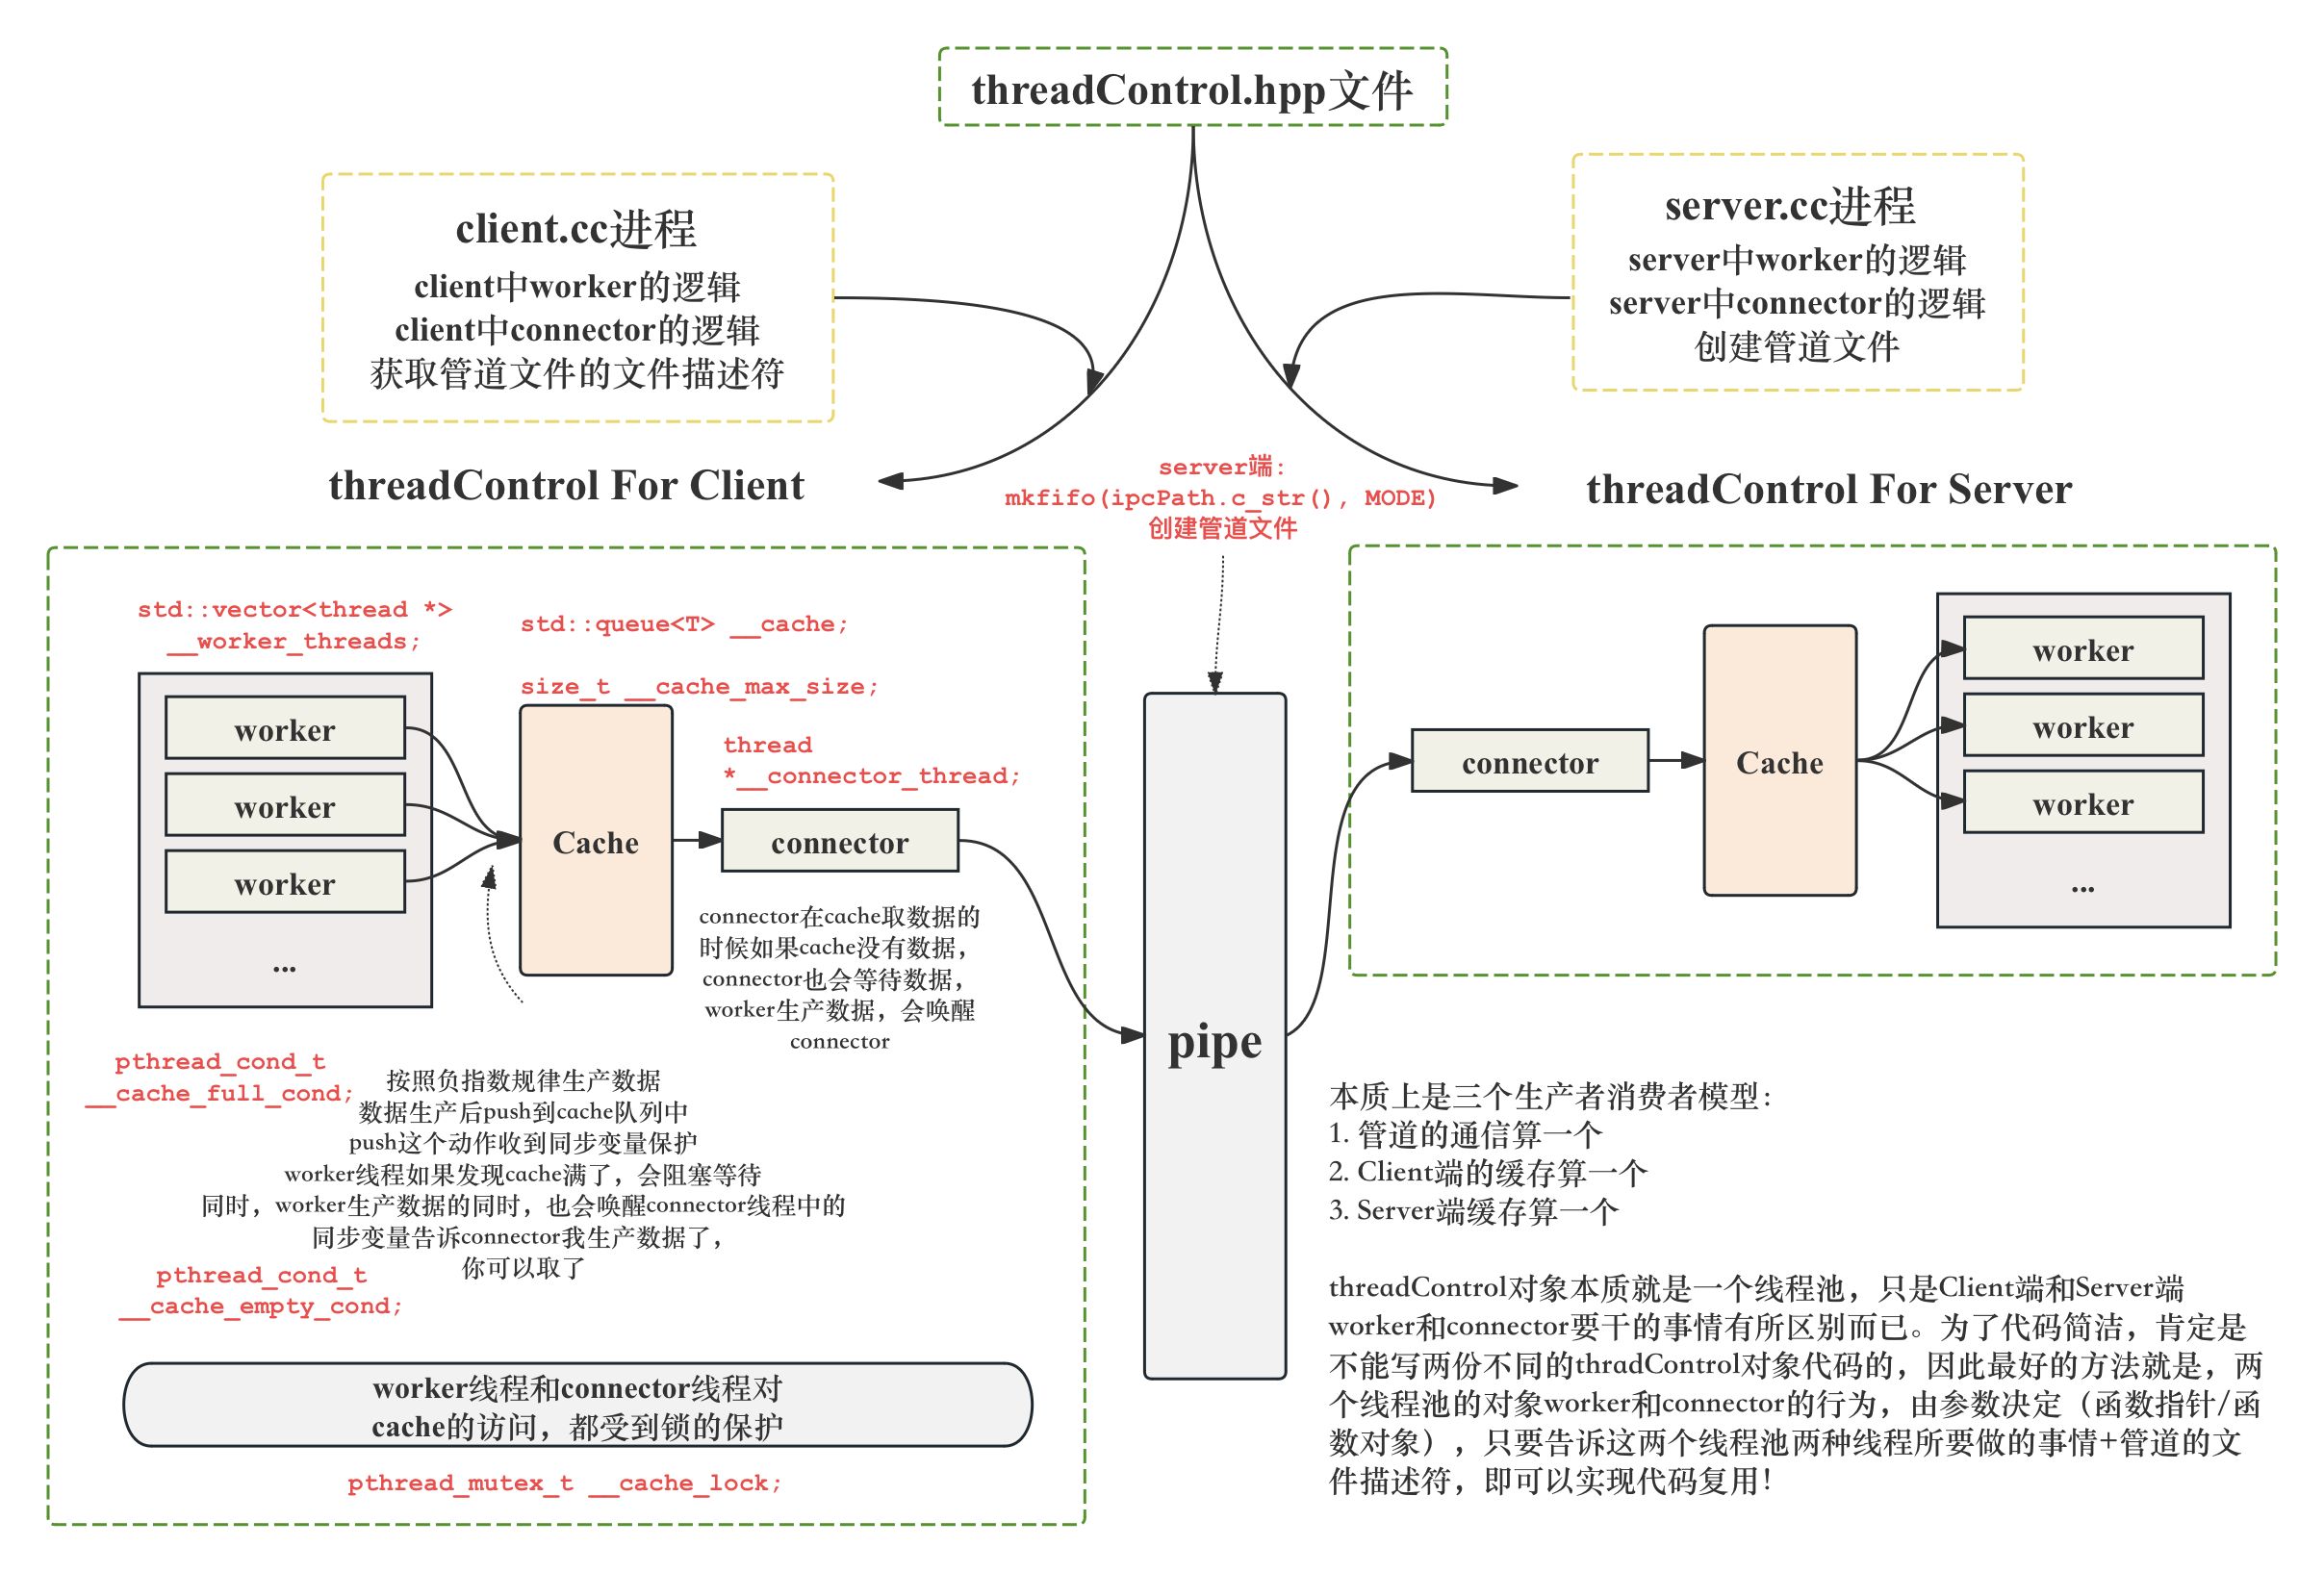 threadControl.hpp文件
client.cc进程
client中worker的逻辑
client中connector的逻辑
获取管道文件的文件描述符
server.cc进程
server中worker的逻辑
server中connector的逻辑
创建管道文件
threadControl For Client
server端:
mkfifo(ipcPath.c_str(), MODE)
创建管道文件
threadControl For Server
std::vector<thread *>
__worker_threads;
worker
worker
worker
...
std::queue<T> __cache;
size_t __cache_max_size;
Cache
thread
*__connector_thread;
connector
connector在cache取数据的
时候如果cache没有数据，
connector也会等待数据，
worker生产数据，会唤醒
connector
pthread_cond_t
__cache_full_cond;
按照负指数规律生产数据
数据生产后push到cache队列中
push这个动作收到同步变量保护
worker线程如果发现cache满了，会阻塞等待
同时，worker生产数据的同时，也会唤醒connector线程中的
同步变量告诉connector我生产数据了，
你可以取了
pthread_cond_t
__cache_empty_cond;
worker线程和connector线程对
cache的访问，都受到锁的保护
pthread_mutex_t __cache_lock;
pipe
connector
Cache
worker
worker
worker
...
本质上是三个生产者消费者模型：
1. 管道的通信算一个
2. Client端的缓存算一个
3. Server端缓存算一个
threadControl对象本质就是一个线程池，只是Client端和Server端
worker和connector要干的事情有所区别而已。为了代码简洁，肯定是
不能写两份不同的thradControl对象代码的，因此最好的方法就是，两
个线程池的对象worker和connector的行为，由参数决定（函数指针/函
数对象），只要告诉这两个线程池两种线程所要做的事情+管道的文
件描述符，即可以实现代码复用！